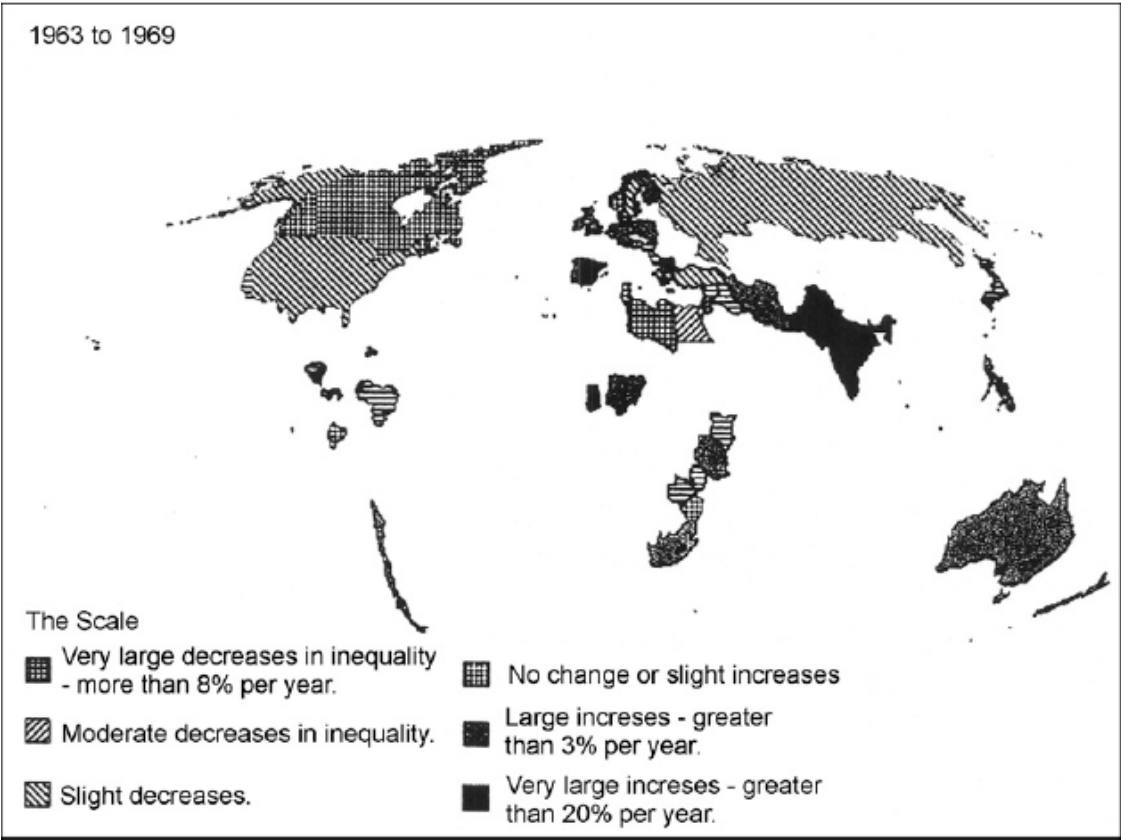 1963 to 1969
The Scale
Very large decreases in inequality
- more than 8% per year.
Moderate decreases in inequality.
Slight decreases.
No change or slight increases
Large increses - greater
than 3% per year.
Very large increses - greater
than 20% per year.